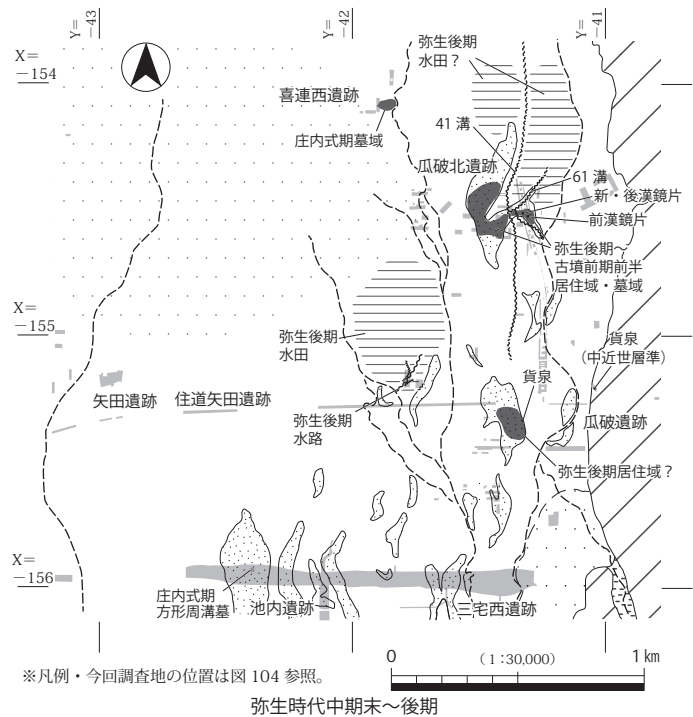 Y=
−43
Y=
−42
Y=
−41
X=
−154
弥生後期
水田？
喜連西遺跡
庄内式期墓域
41 溝
瓜破北遺跡
61 溝
新・後漢鏡片
前漢鏡片
弥生後期～
古墳前期前半
居住域・墓域
X=
−155
弥生後期
水田
貨泉
（中近世層準）
矢田遺跡
住道矢田遺跡
貨泉
瓜破遺跡
弥生後期
水路
弥生後期居住域？
X=
−156
庄内式期
方形周溝墓
池内遺跡
三宅西遺跡
※凡例・今回調査地の位置は図 104 参照。
0
（1：30,000）
1 km
弥生時代中期末～後期